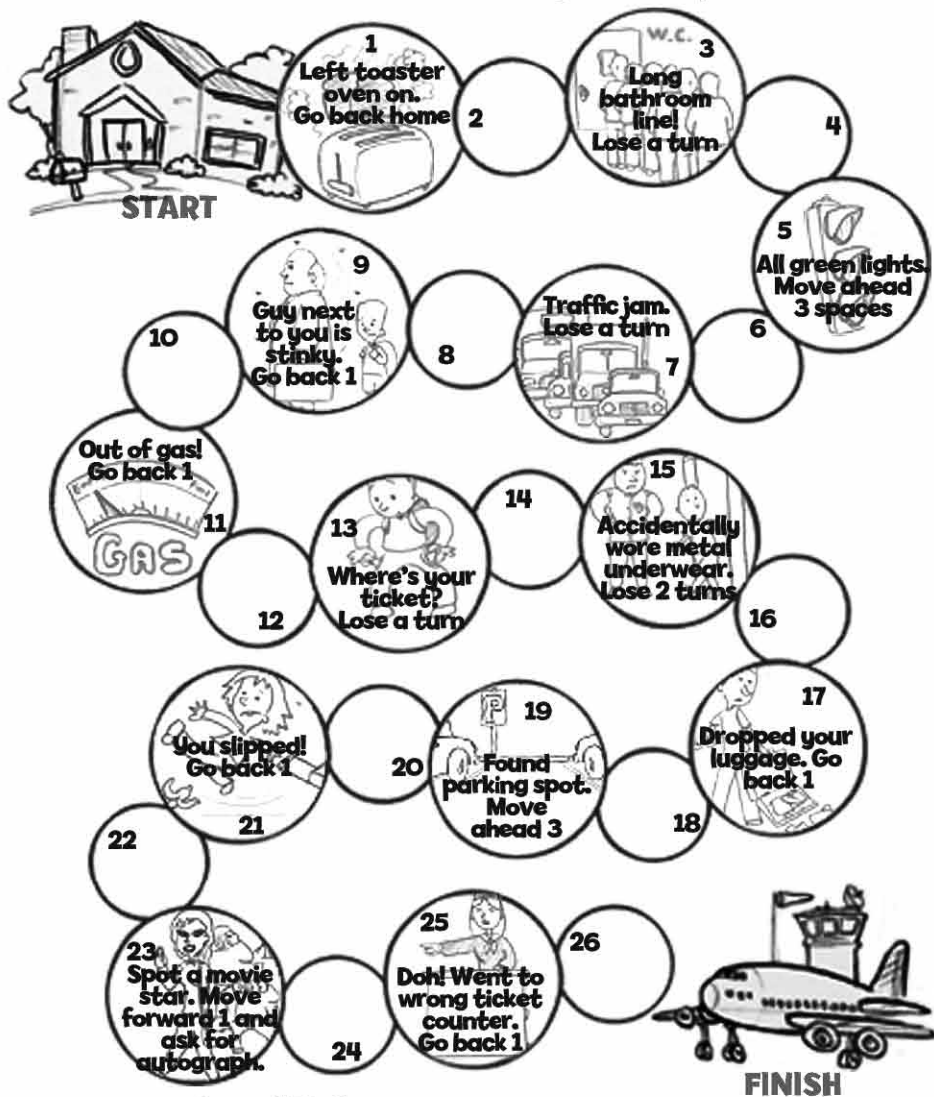 START
1
Left toaster
oven on.
Go back home
2
W.C.
3
Long
bathroom
line!
Lose a turn
4
5
All green lights.
Move ahead
3 spaces
6
Traffic jam.
Lose a turn
7
8
9
Guy next
to you is
stinky.
Go back 1
10
Out of gas!
Go back 1
11
GAS
12
13
Where's your
ticket?
Lose a turn
14
15
Accidentally
wore metal
underwear.
Lose 2 turns
16
17
Dropped your
luggage. Go
back 1
18
P
19
Found
parking spot.
Move
ahead 3
20
You slipped!
Go back 1
21
22
23
Spot a movie
star. Move
forward 1 and
ask for
autograph.
24
25
Doh! Went to
wrong ticket
counter.
Go back 1
26
FINISH